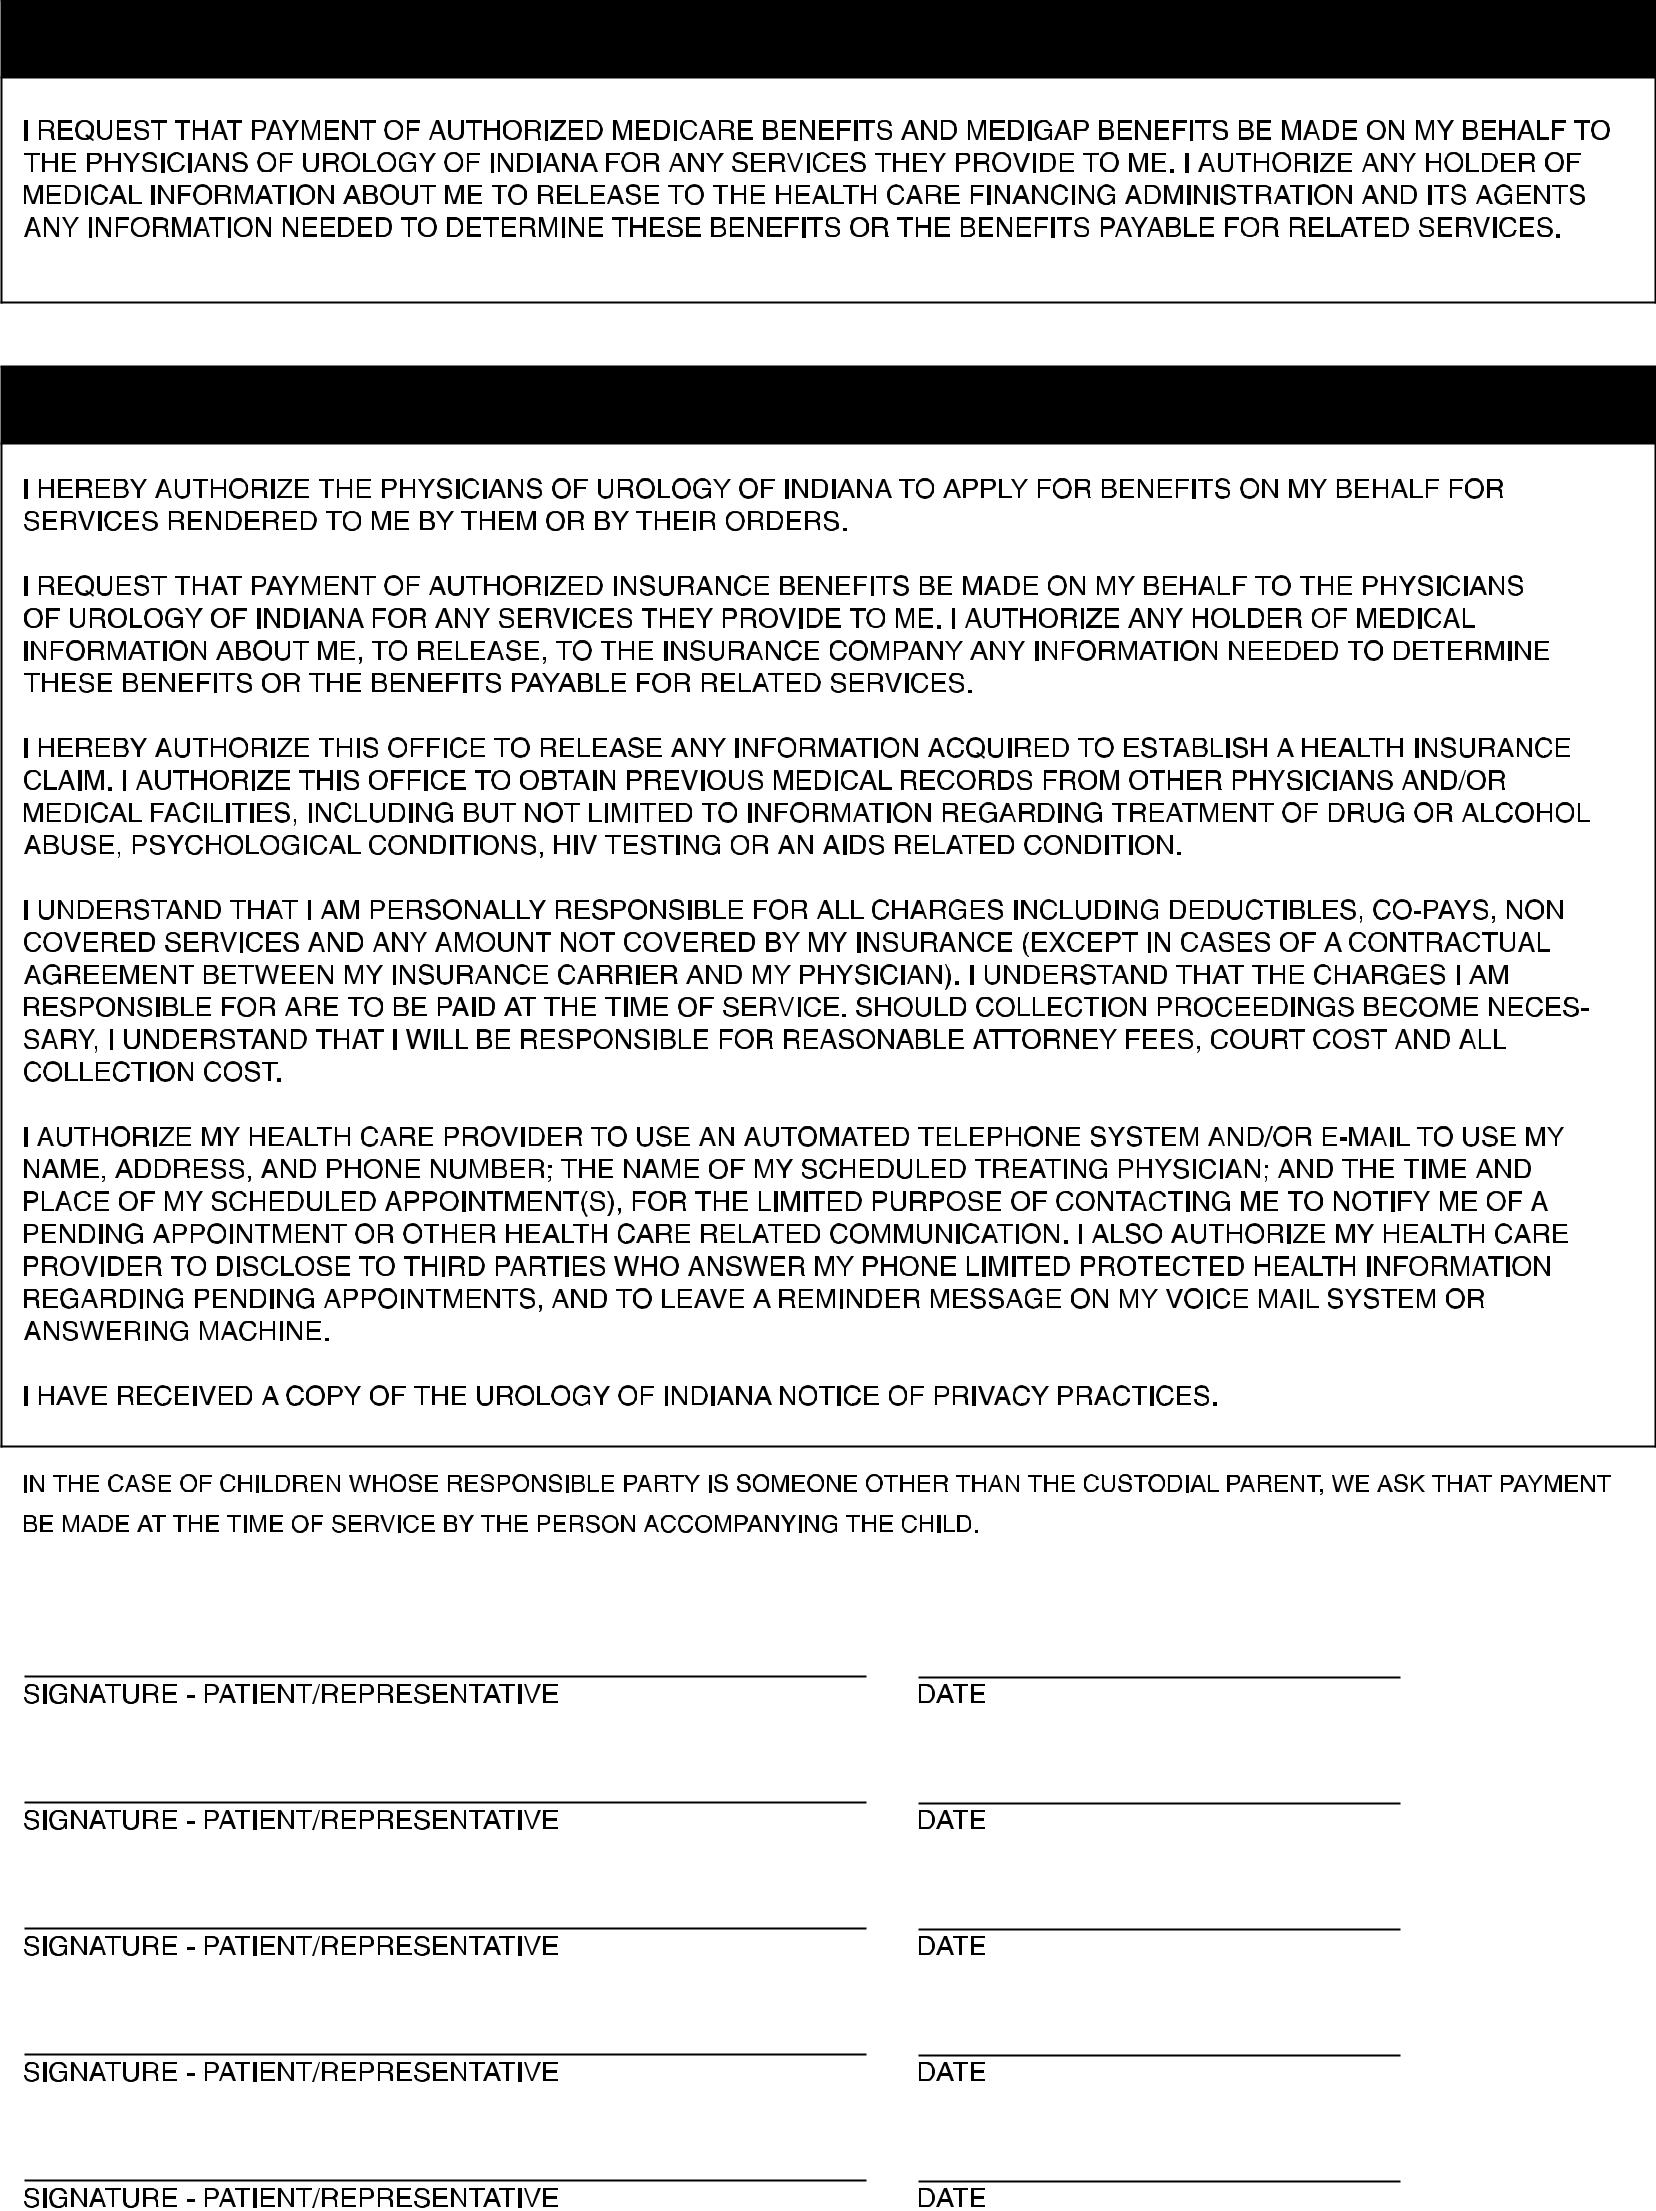 I REQUEST THAT PAYMENT OF AUTHORIZED MEDICARE BENEFITS AND MEDIGAP BENEFITS BE MADE ON MY BEHALF TO
THE PHYSICIANS OF UROLOGY OF INDIANA FOR ANY SERVICES THEY PROVIDE TO ME. I AUTHORIZE ANY HOLDER OF
MEDICAL INFORMATION ABOUT ME TO RELEASE TO THE HEALTH CARE FINANCING ADMINISTRATION AND ITS AGENTS
ANY INFORMATION NEEDED TO DETERMINE THESE BENEFITS OR THE BENEFITS PAYABLE FOR RELATED SERVICES.
I HEREBY AUTHORIZE THE PHYSICIANS OF UROLOGY OF INDIANA TO APPLY FOR BENEFITS ON MY BEHALF FOR
SERVICES RENDERED TO ME BY THEM OR BY THEIR ORDERS.
I REQUEST THAT PAYMENT OF AUTHORIZED INSURANCE BENEFITS BE MADE ON MY BEHALF TO THE PHYSICIANS
OF UROLOGY OF INDIANA FOR ANY SERVICES THEY PROVIDE TO ME. I AUTHORIZE ANY HOLDER OF MEDICAL
INFORMATION ABOUT ME, TO RELEASE, TO THE INSURANCE COMPANY ANY INFORMATION NEEDED TO DETERMINE
THESE BENEFITS OR THE BENEFITS PAYABLE FOR RELATED SERVICES.
I HEREBY AUTHORIZE THIS OFFICE TO RELEASE ANY INFORMATION ACQUIRED TO ESTABLISH A HEALTH INSURANCE
CLAIM. I AUTHORIZE THIS OFFICE TO OBTAIN PREVIOUS MEDICAL RECORDS FROM OTHER PHYSICIANS AND/OR
MEDICAL FACILITIES, INCLUDING BUT NOT LIMITED TO INFORMATION REGARDING TREATMENT OF DRUG OR ALCOHOL
ABUSE, PSYCHOLOGICAL CONDITIONS, HIV TESTING OR AN AIDS RELATED CONDITION.
I UNDERSTAND THAT I AM PERSONALLY RESPONSIBLE FOR ALL CHARGES INCLUDING DEDUCTIBLES, CO-PAYS, NON
COVERED SERVICES AND ANY AMOUNT NOT COVERED BY MY INSURANCE (EXCEPT IN CASES OF A CONTRACTUAL
AGREEMENT BETWEEN MY INSURANCE CARRIER AND MY PHYSICIAN). I UNDERSTAND THAT THE CHARGES I AM
RESPONSIBLE FOR ARE TO BE PAID AT THE TIME OF SERVICE. SHOULD COLLECTION PROCEEDINGS BECOME NECES-
SARY, I UNDERSTAND THAT I WILL BE RESPONSIBLE FOR REASONABLE ATTORNEY FEES, COURT COST AND ALL
COLLECTION COST.
I AUTHORIZE MY HEALTH CARE PROVIDER TO USE AN AUTOMATED TELEPHONE SYSTEM AND/OR E-MAIL TO USE MY
NAME, ADDRESS, AND PHONE NUMBER; THE NAME OF MY SCHEDULED TREATING PHYSICIAN; AND THE TIME AND
PLACE OF MY SCHEDULED APPOINTMENT(S), FOR THE LIMITED PURPOSE OF CONTACTING ME TO NOTIFY ME OF A
PENDING APPOINTMENT OR OTHER HEALTH CARE RELATED COMMUNICATION. I ALSO AUTHORIZE MY HEALTH CARE
PROVIDER TO DISCLOSE TO THIRD PARTIES WHO ANSWER MY PHONE LIMITED PROTECTED HEALTH INFORMATION
REGARDING PENDING APPOINTMENTS, AND TO LEAVE A REMINDER MESSAGE ON MY VOICE MAIL SYSTEM OR
ANSWERING MACHINE.
I HAVE RECEIVED A COPY OF THE UROLOGY OF INDIANA NOTICE OF PRIVACY PRACTICES.
IN THE CASE OF CHILDREN WHOSE RESPONSIBLE PARTY IS SOMEONE OTHER THAN THE CUSTODIAL PARENT, WE ASK THAT PAYMENT
BE MADE AT THE TIME OF SERVICE BY THE PERSON ACCOMPANYING THE CHILD.
SIGNATURE - PATIENT/REPRESENTATIVE DATE
SIGNATURE - PATIENT/REPRESENTATIVE DATE
SIGNATURE - PATIENT/REPRESENTATIVE DATE
SIGNATURE - PATIENT/REPRESENTATIVE DATE
SIGNATURE - PATIENT/REPRESENTATIVE DATE